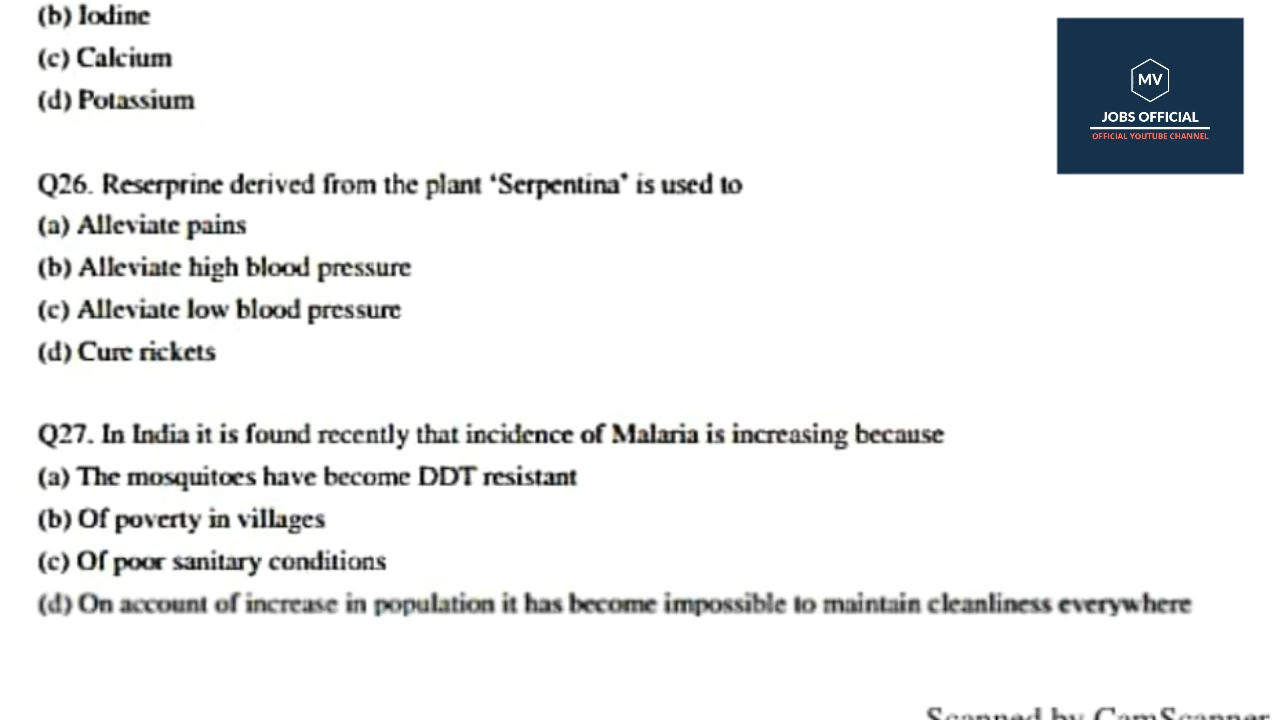 (b) Iodine
(c) Calcium
(d) Potassium
MV
JOBS OFFICIAL
OFFICIAL YOUTUBE CHANNEL
Q26. Reserprine derived from the plant ‘Serpentina’ is used to
(a) Alleviate pains
(b) Alleviate high blood pressure
(c) Alleviate low blood pressure
(d) Cure rickets
Q27. In India it is found recently that incidence of Malaria is increasing because
(a) The mosquitoes have become DDT resistant
(b) Of poverty in villages
(c) Of poor sanitary conditions
(d) On account of increase in population it has become impossible to maintain cleanliness everywhere
Scanned by CamScanner